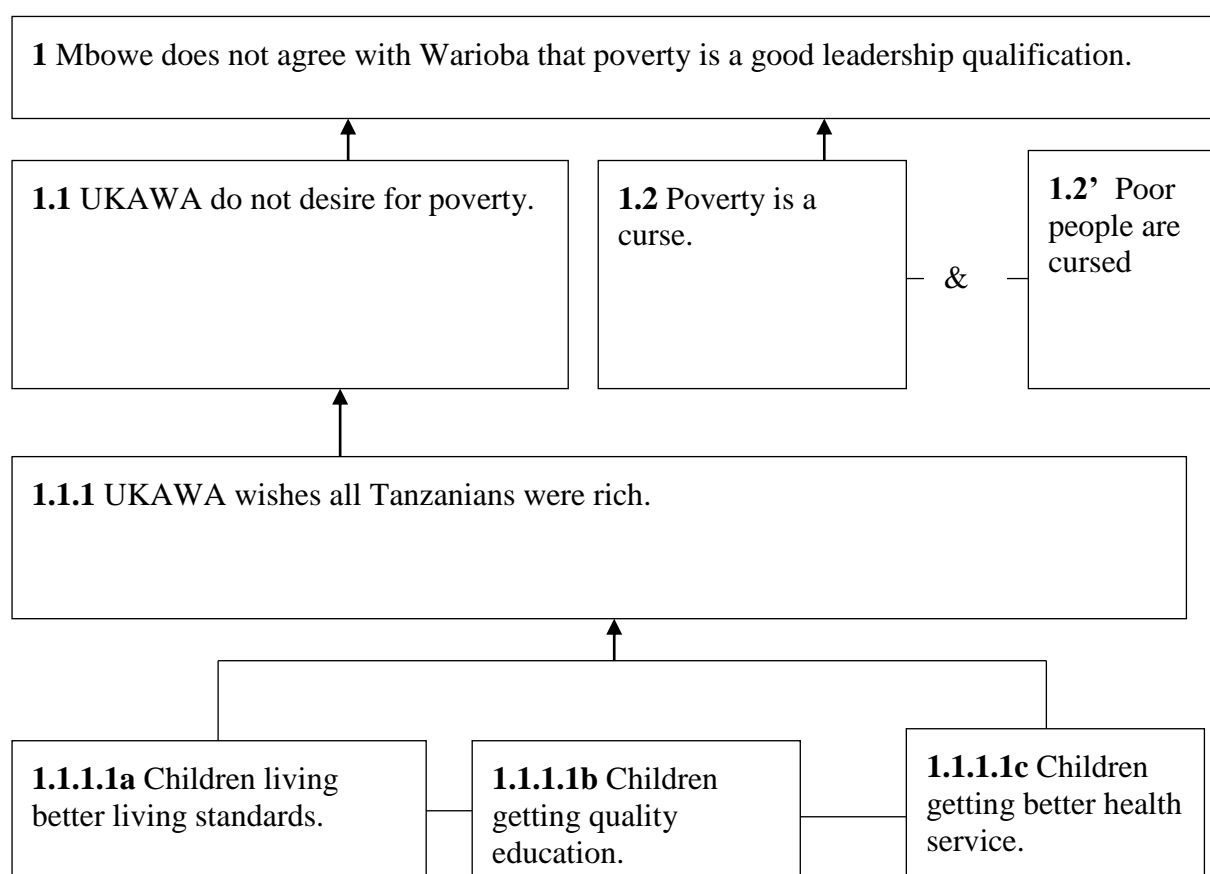 1 Mbowe does not agree with Warioba that poverty is a good leadership qualification.
1.1 UKAWA do not desire for poverty.
1.2 Poverty is a
curse.
&
1.2’ Poor
people are
cursed
1.1.1 UKAWA wishes all Tanzanians were rich.
1.1.1.1a Children living
better living standards.
1.1.1.1b Children
getting quality
education.
1.1.1.1c Children
getting better health
service.